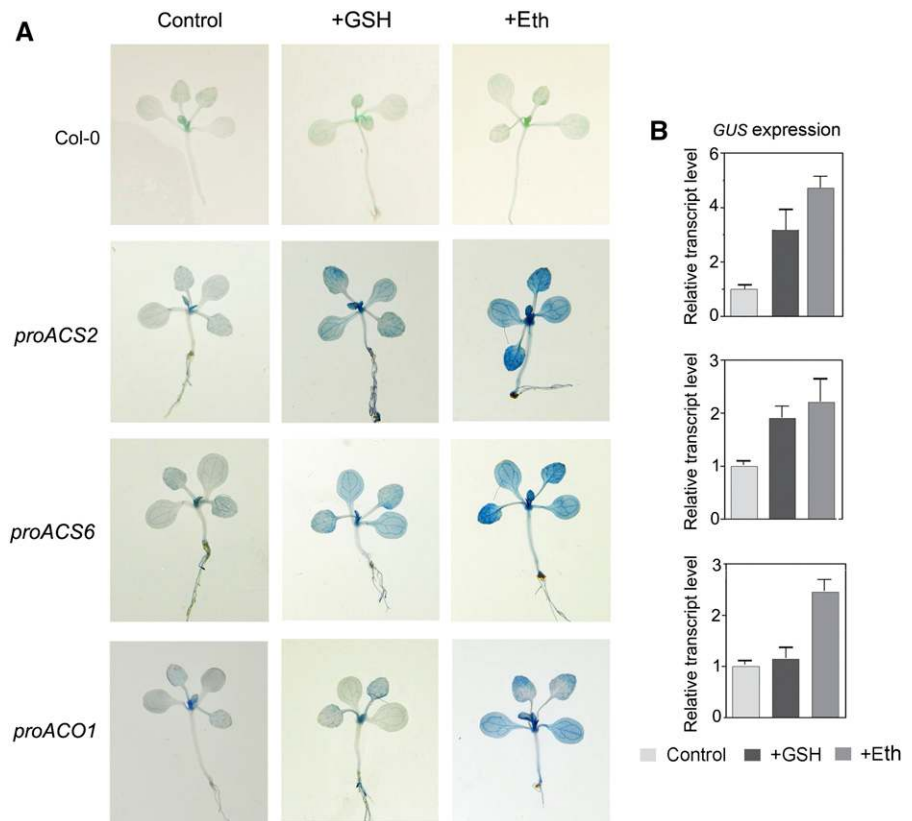 A
Control
+GSH
+Eth
Col-0
proACS2
proACS6
proACO1
B
GUS expression
Relative transcript level
6
4
2
0
Relative transcript level
3
2
1
0
Relative transcript level
3
2
1
0
Control +GSH +Eth